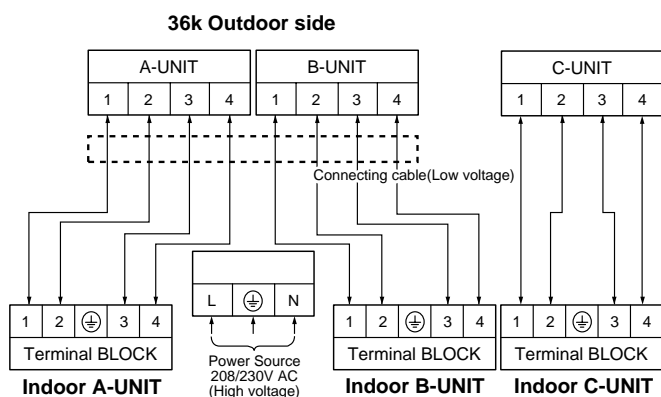 36k Outdoor side
A-UNIT
B-UNIT
C-UNIT
1 2 3 4
1 2 3 4
1 2 3 4
Connecting cable(Low voltage)
L N
1 2 3 4
1 2 3 4
1 2 3 4
Terminal BLOCK
Terminal BLOCK
Terminal BLOCK
Power Source
208/230V AC
(High voltage)
Indoor A-UNIT
Indoor B-UNIT
Indoor C-UNIT